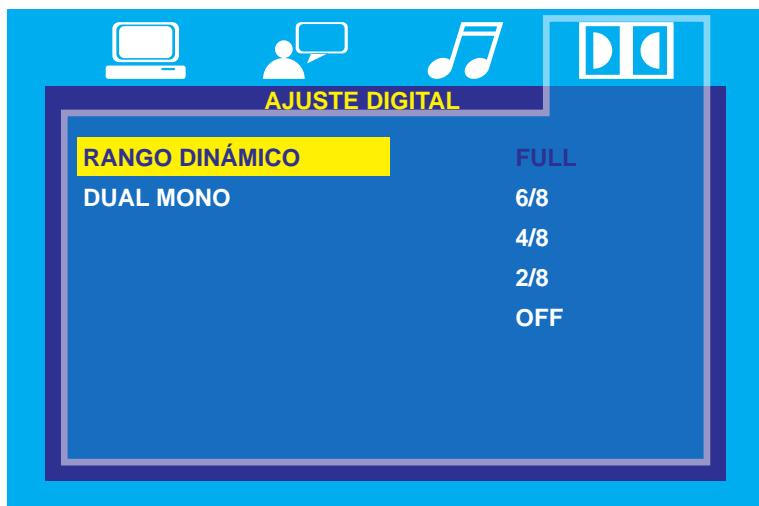 AJUSTE DIGITAL
RANGO DINÁMICO FULL
DUAL MONO 6/8
4/8
2/8
OFF